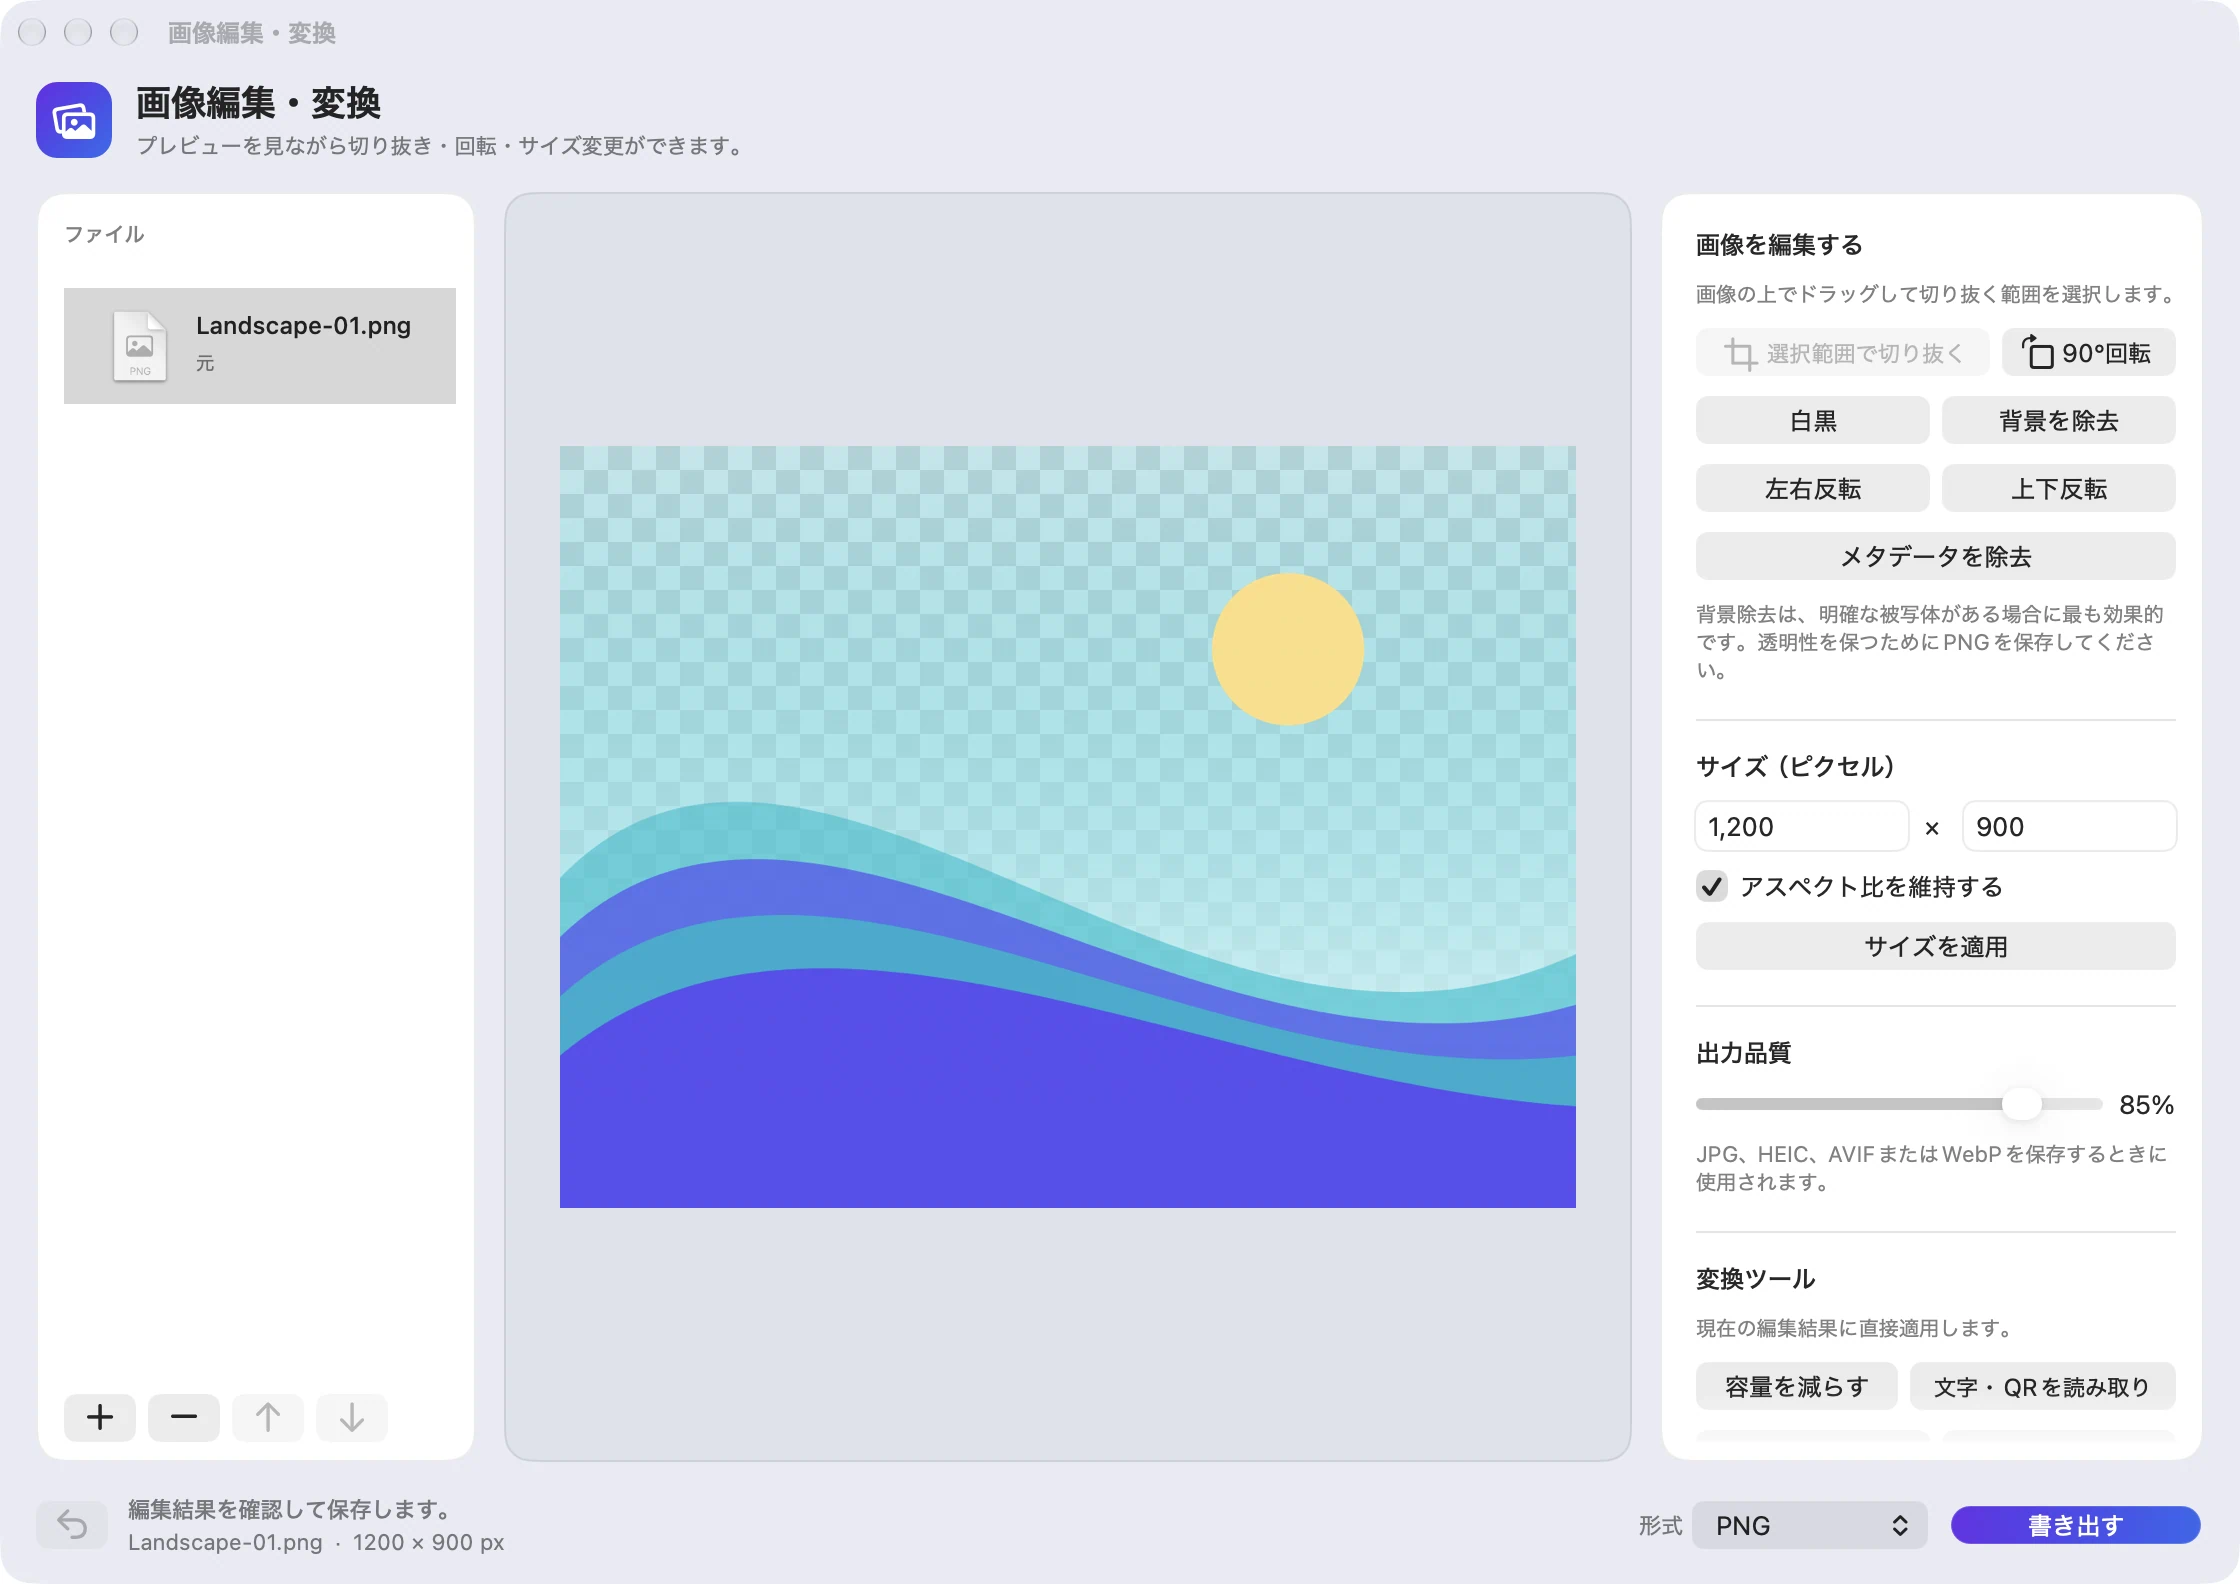 画像編集・変換
画像編集・変換
プレビューを見ながら切り抜き・回転・サイズ変更ができます。
ファイル
PNG
Landscape-01.png
元
画像を編集する
画像の上でドラッグして切り抜く範囲を選択します。
選択範囲で切り抜く
90°回転
白黒
背景を除去
左右反転
上下反転
メタデータを除去
背景除去は、明確な被写体がある場合に最も効果的
です。透明性を保つためにPNGを保存してくださ
い。
サイズ（ピクセル）
1,200 × 900
アスペクト比を維持する
サイズを適用
出力品質
85%
JPG、HEIC、AVIFまたはWebPを保存するときに
使用されます。
変換ツール
現在の編集結果に直接適用します。
容量を減らす
文字・QRを読み取り
編集結果を確認して保存します。
Landscape-01.png · 1200 × 900 px
形式
PNG
書き出す